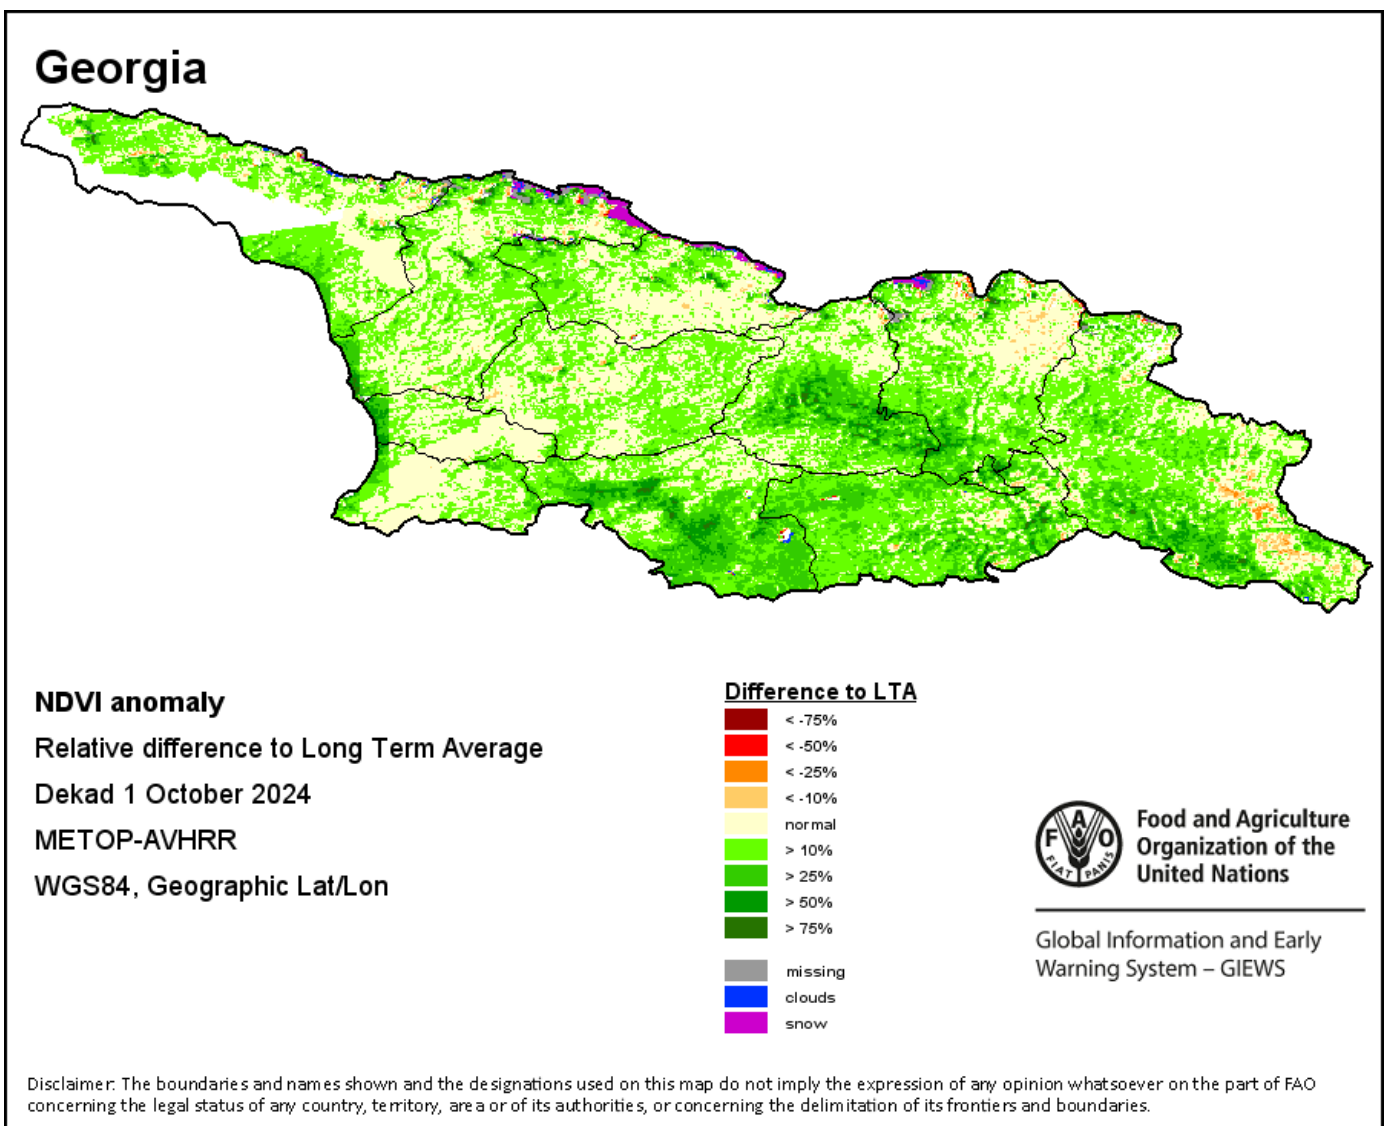 Georgia
NDVI anomaly
Relative difference to Long Term Average
Dekad 1 October 2024
METOP-AVHRR
WGS84, Geographic Lat/Lon
Difference to LTA
< -75%
< -50%
< -25%
< -10%
normal
> 10%
> 25%
> 50%
> 75%
missing
clouds
snow
F A O
FIAT PANIS
Food and Agriculture
Organization of the
United Nations
Global Information and Early
Warning System – GIEWS
Disclaimer: The boundaries and names shown and the designations used on this map do not imply the expression of any opinion whatsoever on the part of FAO
concerning the legal status of any country, territory, area or of its authorities, or concerning the delimitation of its frontiers and boundaries.